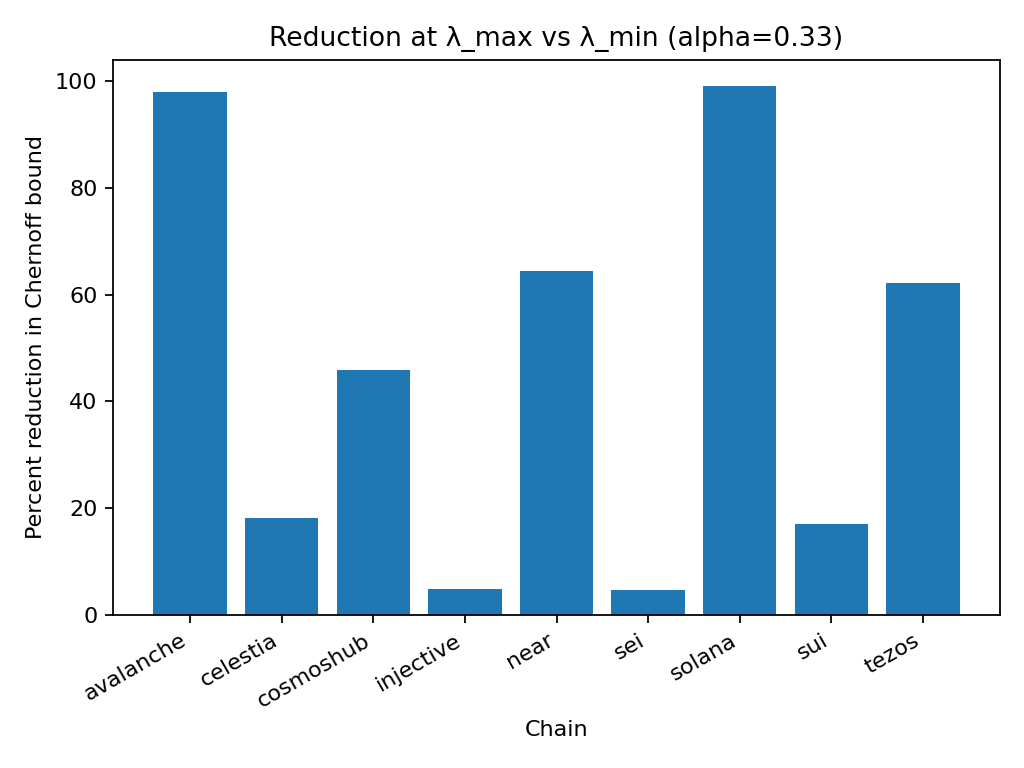 Reduction at λ_max vs λ_min (alpha=0.33)
Percent reduction in Chernoff bound
100
80
60
40
20
0
avalanche
celestia
cosmoshub
injective
near
sei
solana
sui
tezos
Chain